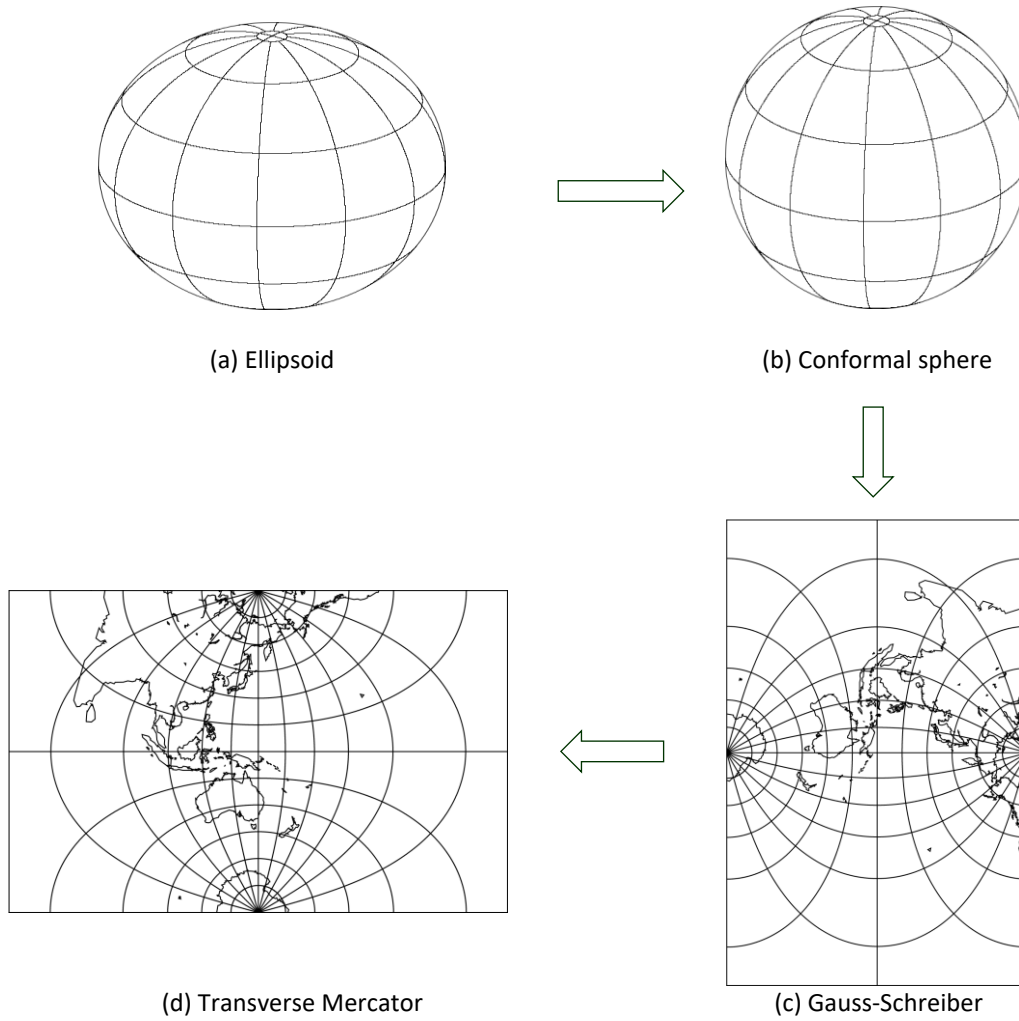 (a) Ellipsoid
(b) Conformal sphere
(d) Transverse Mercator
(c) Gauss-Schreiber